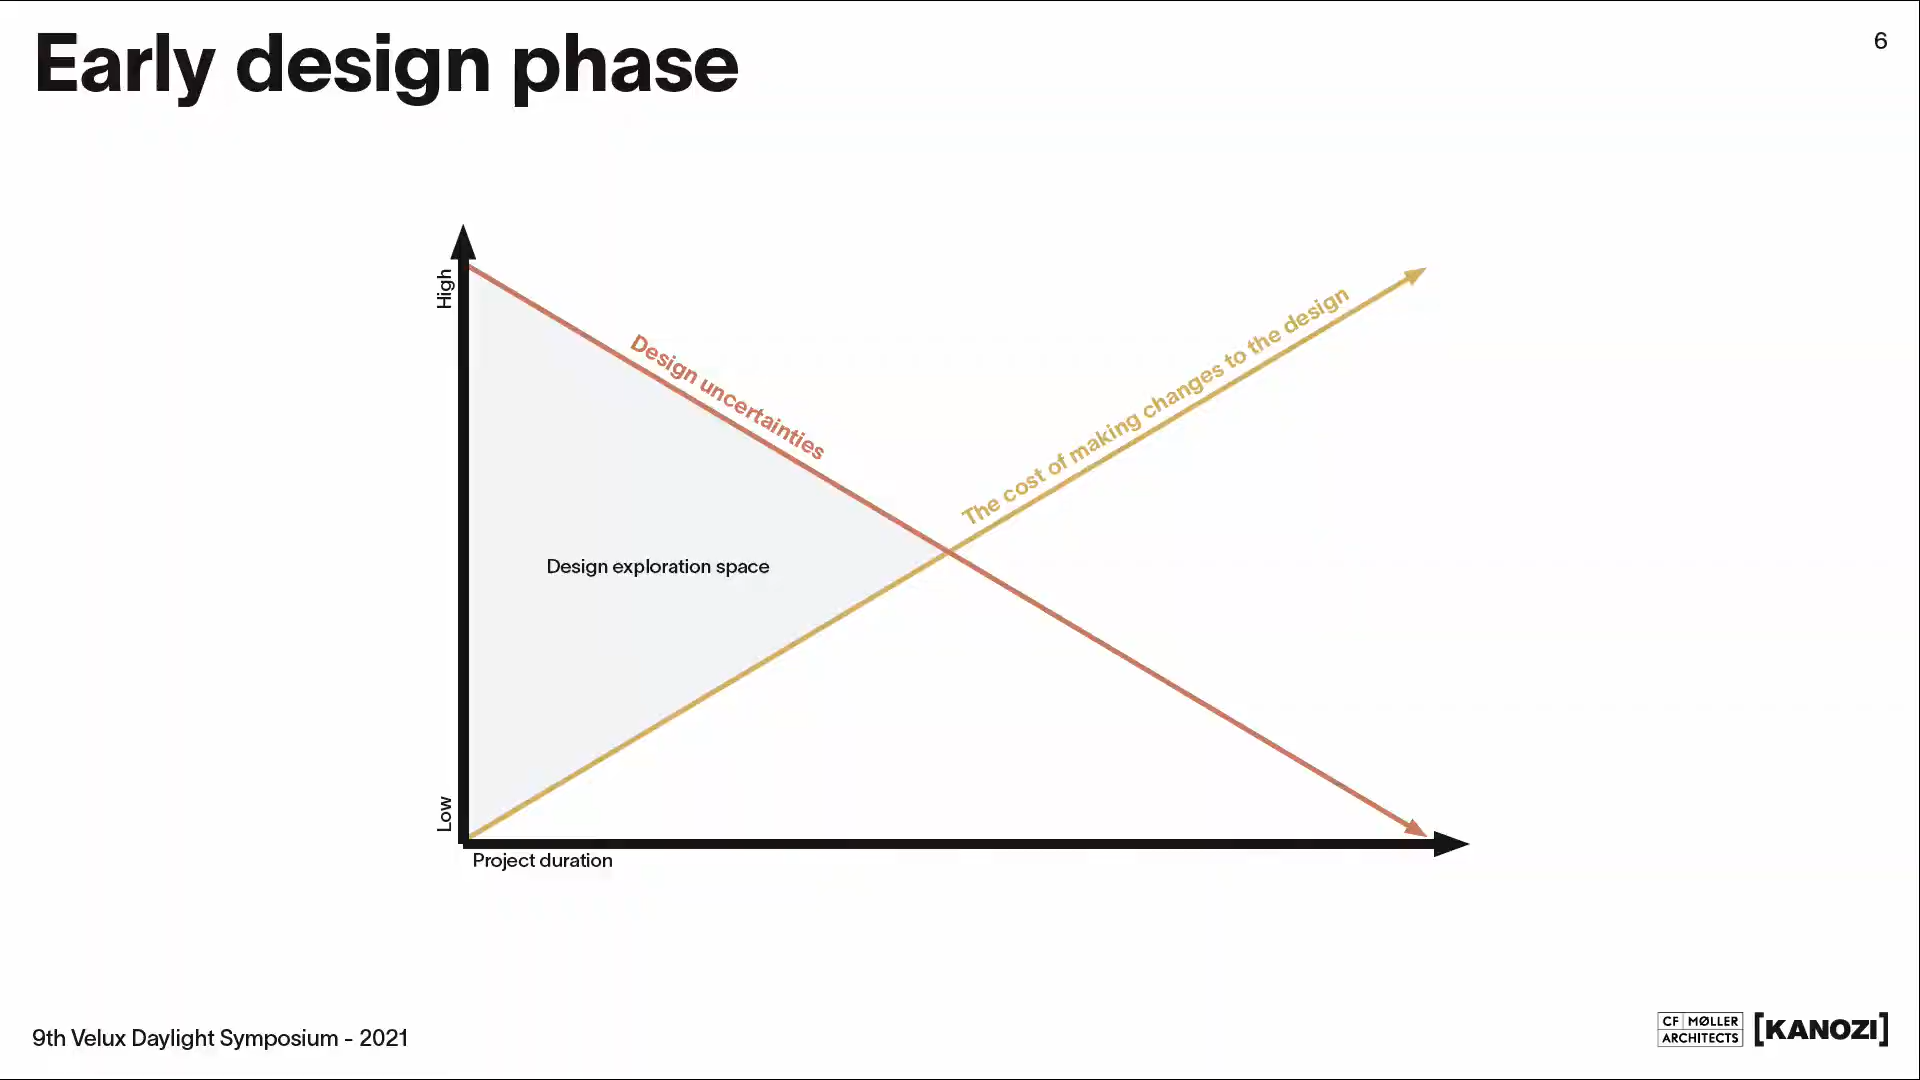 Early design phase
6
High
Design uncertainties
The cost of making changes to the design
Design exploration space
Low
Project duration
9th Velux Daylight Symposium - 2021
CF MØLLER
ARCHITECTS
[KANOZI]